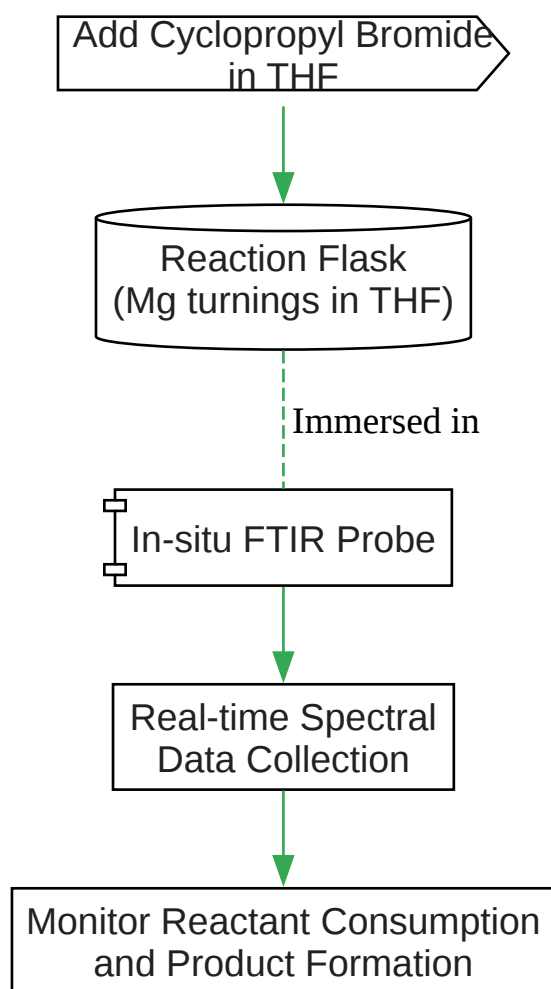 Add Cyclopropyl Bromide
in THF
Reaction Flask
(Mg turnings in THF)
Immersed in
In-situ FTIR Probe
Real-time Spectral
Data Collection
Monitor Reactant Consumption
and Product Formation